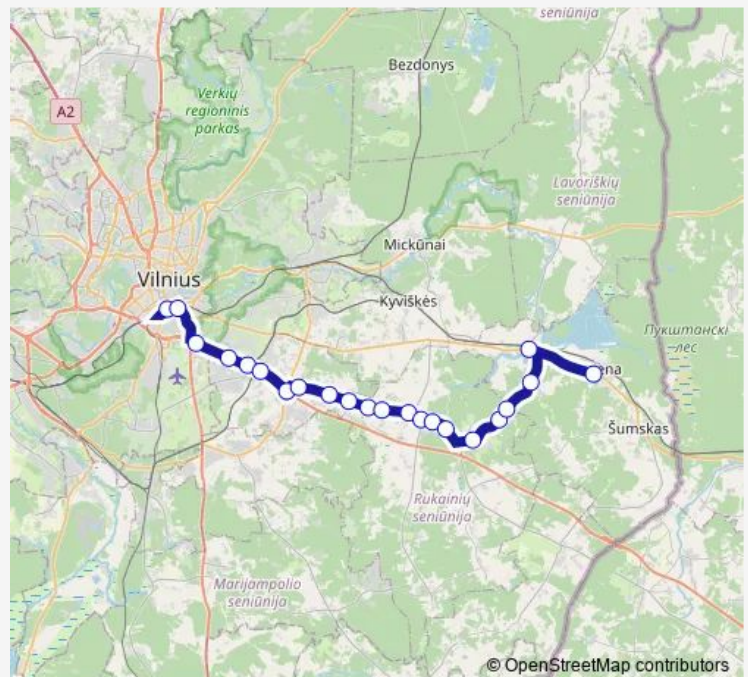 seniūnija
Bezdonys
A2
Verkių
regioninis
parkas
Lavoriškių
seniūnija
Mickūnai
Vilnius
Kyviškės
Пукштанскі
лес
ena
Šumskas
Rukainių
seniūnija
Marijampolio
seniūnija
© OpenStreetMap contributors